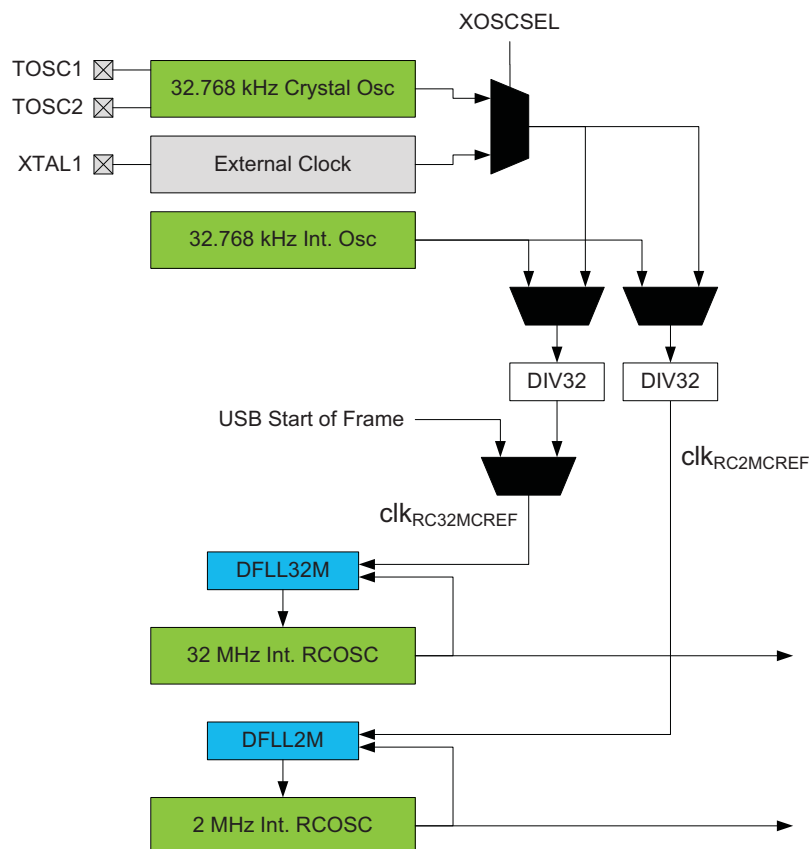 XOSCSEL
TOSC1
32.768 kHz Crystal Osc
TOSC2
XTAL1
External Clock
32.768 kHz Int. Osc
DIV32
DIV32
USB Start of Frame
clkRC2MCREF
clkRC32MCREF
DFLL32M
32 MHz Int. RCOSC
DFLL2M
2 MHz Int. RCOSC